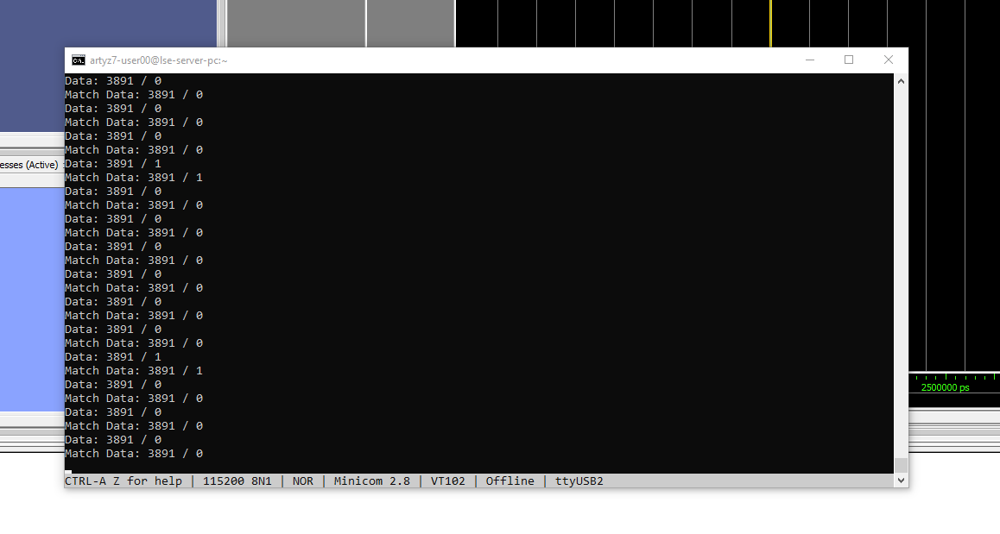 artyz7-user00@lse-server-pc:~
Data: 3891 / 0
Match Data: 3891 / 0
Data: 3891 / 0
Match Data: 3891 / 0
Data: 3891 / 0
Match Data: 3891 / 0
esses (Active)
Data: 3891 / 1
Match Data: 3891 / 1
Data: 3891 / 0
Match Data: 3891 / 0
Data: 3891 / 0
Match Data: 3891 / 0
Data: 3891 / 0
Match Data: 3891 / 0
Data: 3891 / 0
Match Data: 3891 / 0
Data: 3891 / 0
Match Data: 3891 / 0
Data: 3891 / 0
Match Data: 3891 / 0
Data: 3891 / 1
Match Data: 3891 / 1
Data: 3891 / 0
Match Data: 3891 / 0
2500000 ps
Data: 3891 / 0
Match Data: 3891 / 0
Data: 3891 / 0
Match Data: 3891 / 0
CTRL-A Z for help | 115200 8N1 | NOR | Minicom 2.8 | VT102 | Offline | ttyUSB2